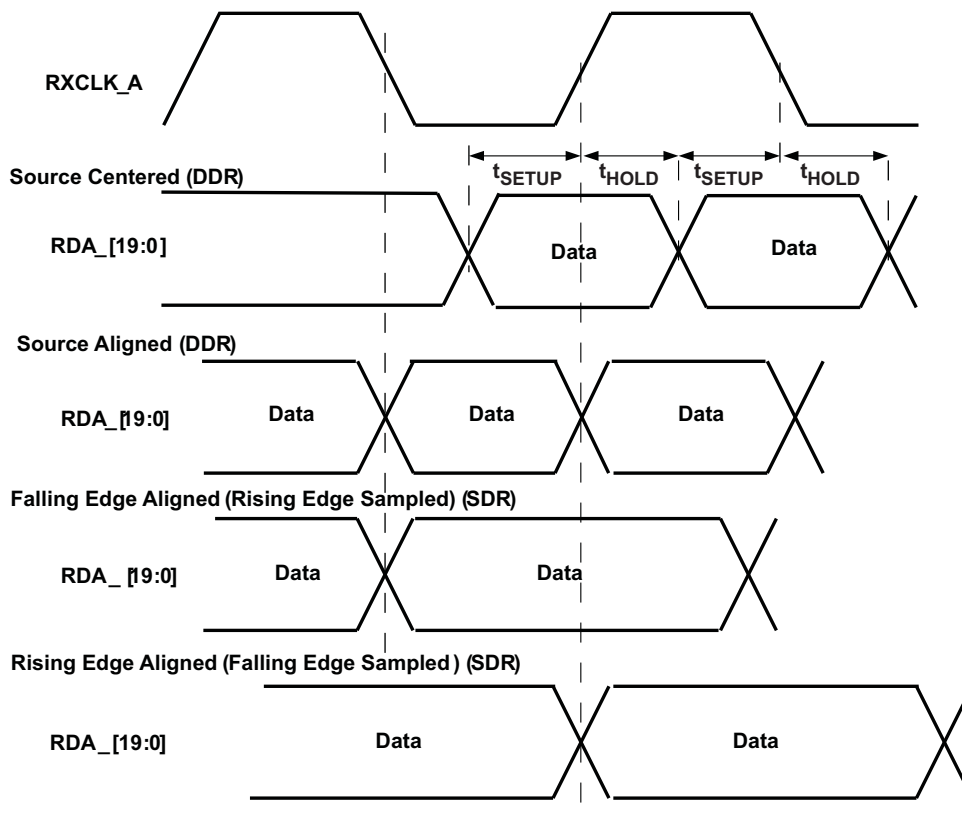 RXCLK_A
tSETUP tHOLD tSETUP tHOLD
Source Centered (DDR)
RDA_[19:0] Data Data
Source Aligned (DDR)
RDA_[19:0] Data Data Data
Falling Edge Aligned (Rising Edge Sampled) (SDR)
RDA_ [19:0] Data Data
Rising Edge Aligned (Falling Edge Sampled ) (SDR)
RDA_[19:0] Data Data